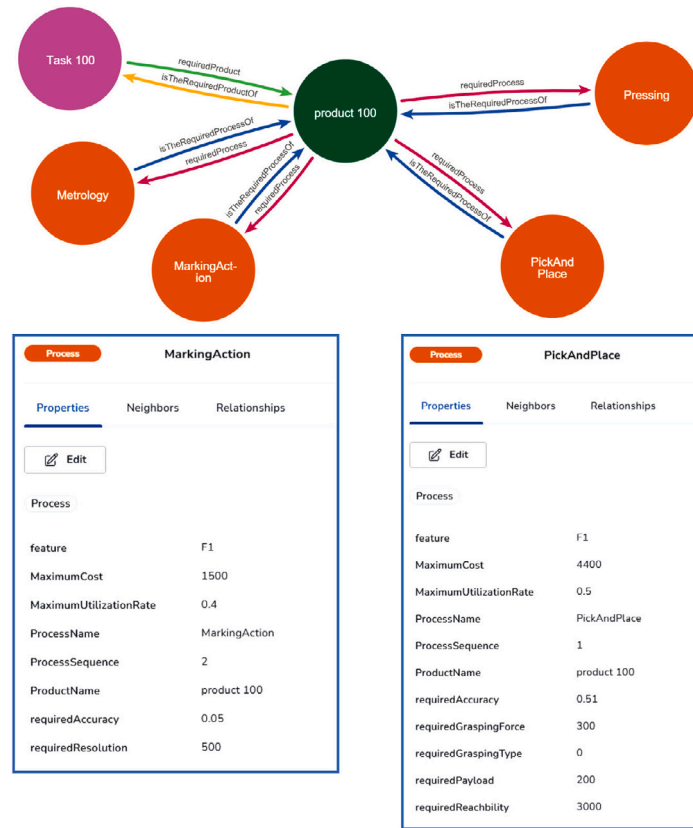 Task 100
requiredProduct
isTheRequiredProductOf
product 100
requiredProcess
isTheRequiredProcessOf
Pressing
isTheRequiredProcessOf
requiredProcess
Metrology
isTheRequiredProcessOf
requiredProcess
MarkingAct-
ion
requiredProcess
isTheRequiredProcessOf
PickAnd
Place
Process MarkingAction
Properties Neighbors Relationships
Edit
Process
feature F1
MaximumCost 1500
MaximumUtilizationRate 0.4
ProcessName MarkingAction
ProcessSequence 2
ProductName product 100
requiredAccuracy 0.05
requiredResolution 500
Process PickAndPlace
Properties Neighbors Relationships
Edit
Process
feature F1
MaximumCost 4400
MaximumUtilizationRate 0.5
ProcessName PickAndPlace
ProcessSequence 1
ProductName product 100
requiredAccuracy 0.51
requiredGraspingForce 300
requiredGraspingType 0
requiredPayload 200
requiredReachbility 3000